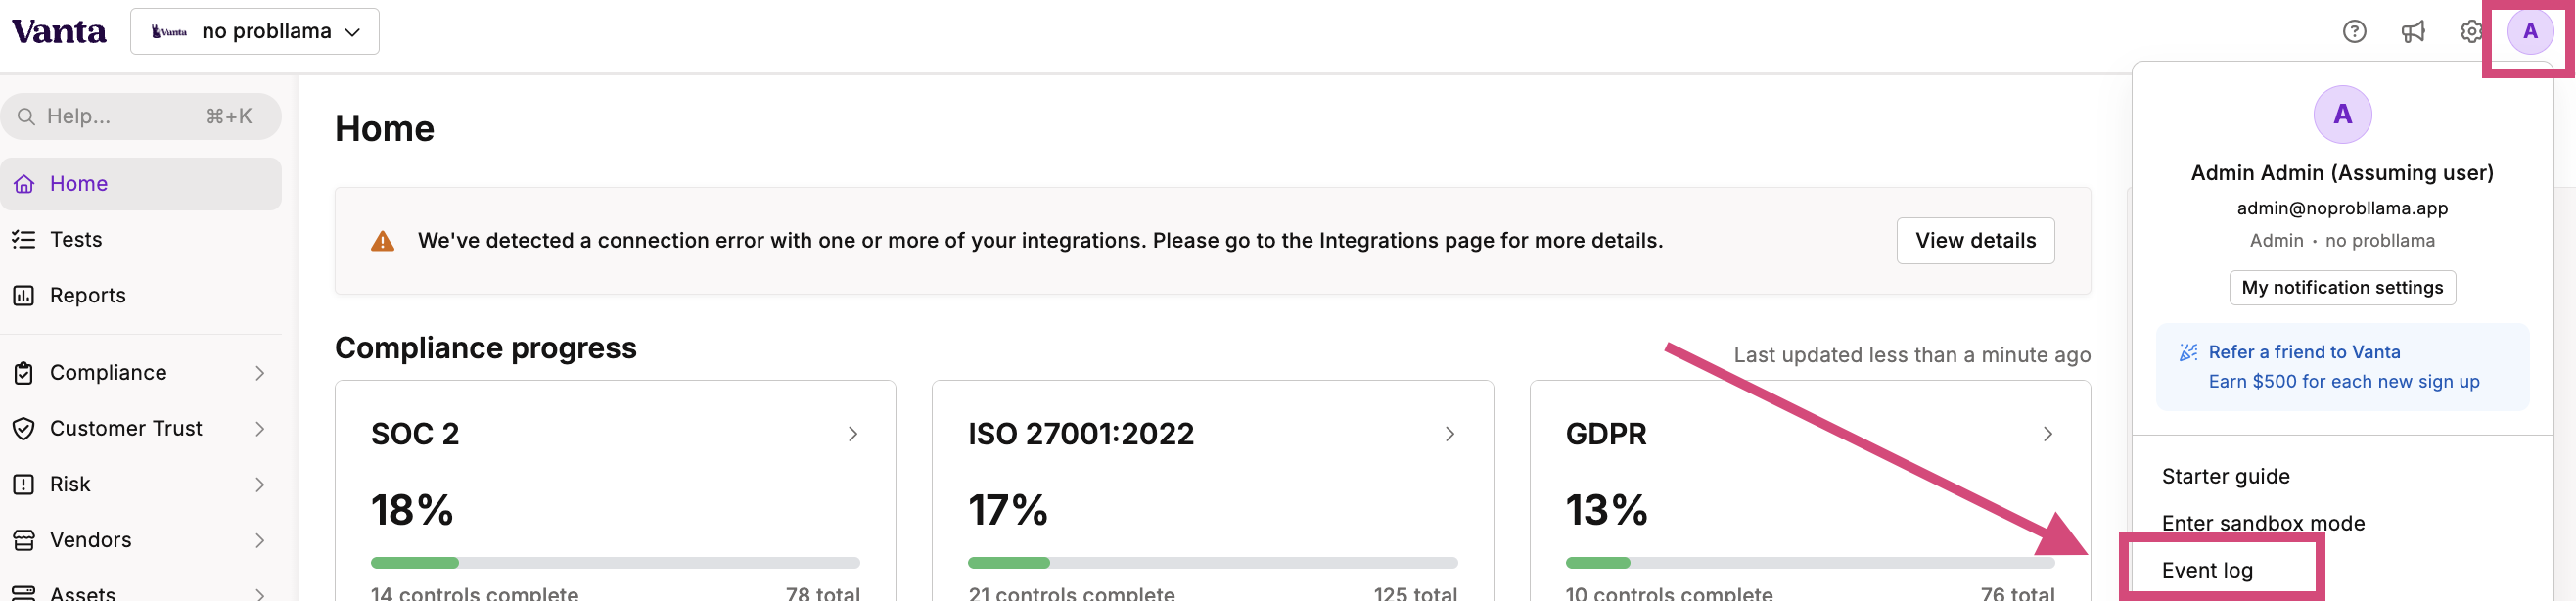 Vanta
Vanta no probllama
A
Help... ⌘+K
Home
Tests
Reports
Compliance
Customer Trust
Risk
Vendors
Assets
Home
We've detected a connection error with one or more of your integrations. Please go to the Integrations page for more details.
View details
Compliance progress
Last updated less than a minute ago
SOC 2
18%
14 controls complete 78 total
ISO 27001:2022
17%
21 controls complete 125 total
GDPR
13%
10 controls complete 76 total
A
Admin Admin (Assuming user)
admin@noprobllama.app
Admin • no probllama
My notification settings
Refer a friend to Vanta
Earn $500 for each new sign up
Starter guide
Enter sandbox mode
Event log